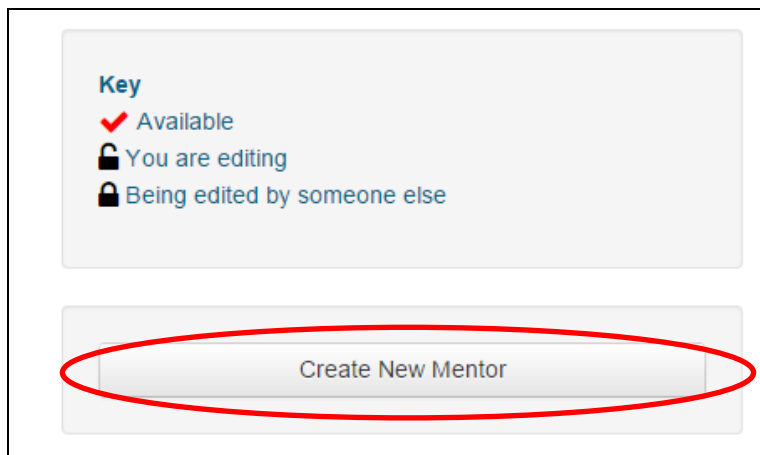 Key
Available
You are editing
Being edited by someone else
Create New Mentor